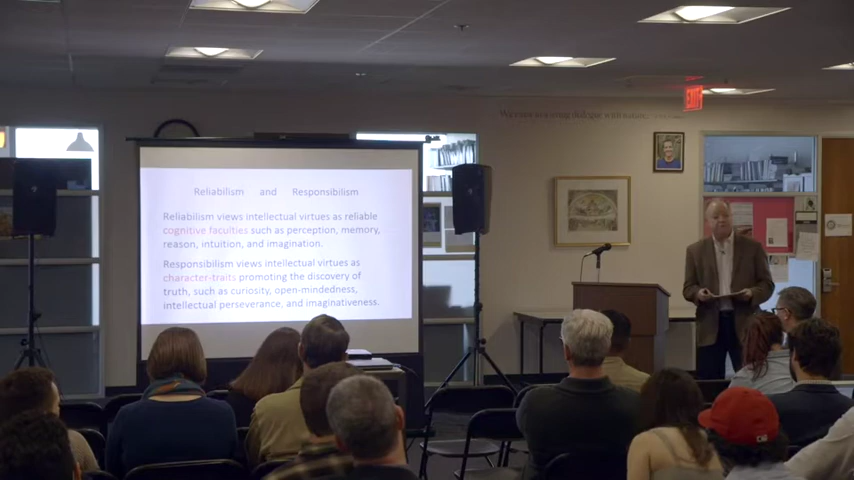 EXIT
Reliabilism and Responsibilism
Reliabilism views intellectual virtues as reliable
cognitive faculties such as perception, memory,
reason, intuition, and imagination.
Responsibilism views intellectual virtues as
character-traits promoting the discovery of
truth, such as curiosity, open-mindedness,
intellectual perseverance, and imaginativeness.